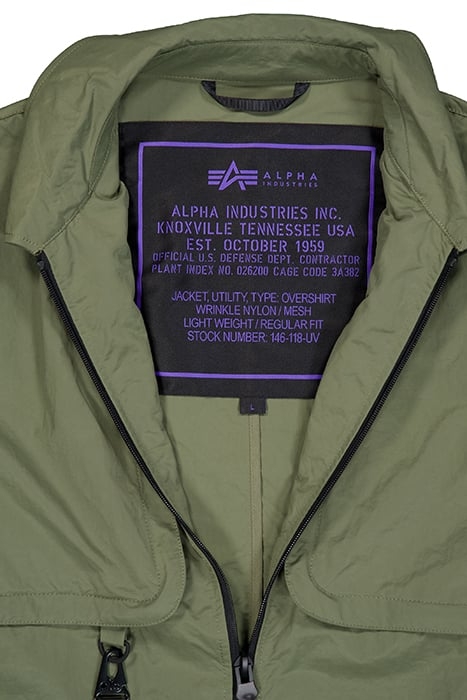 ALPHA
INDUSTRIES
ALPHA INDUSTRIES INC.
KNOXVILLE TENNESSEE USA
EST. OCTOBER 1959
OFFICIAL U.S. DEFENSE DEPT. CONTRACTOR
PLANT INDEX NO. 026200 CAGE CODE 3A382
JACKET, UTILITY, TYPE: OVERSHIRT
WRINKLE NYLON / MESH
LIGHT WEIGHT / REGULAR FIT
STOCK NUMBER: 146-118-UV
L